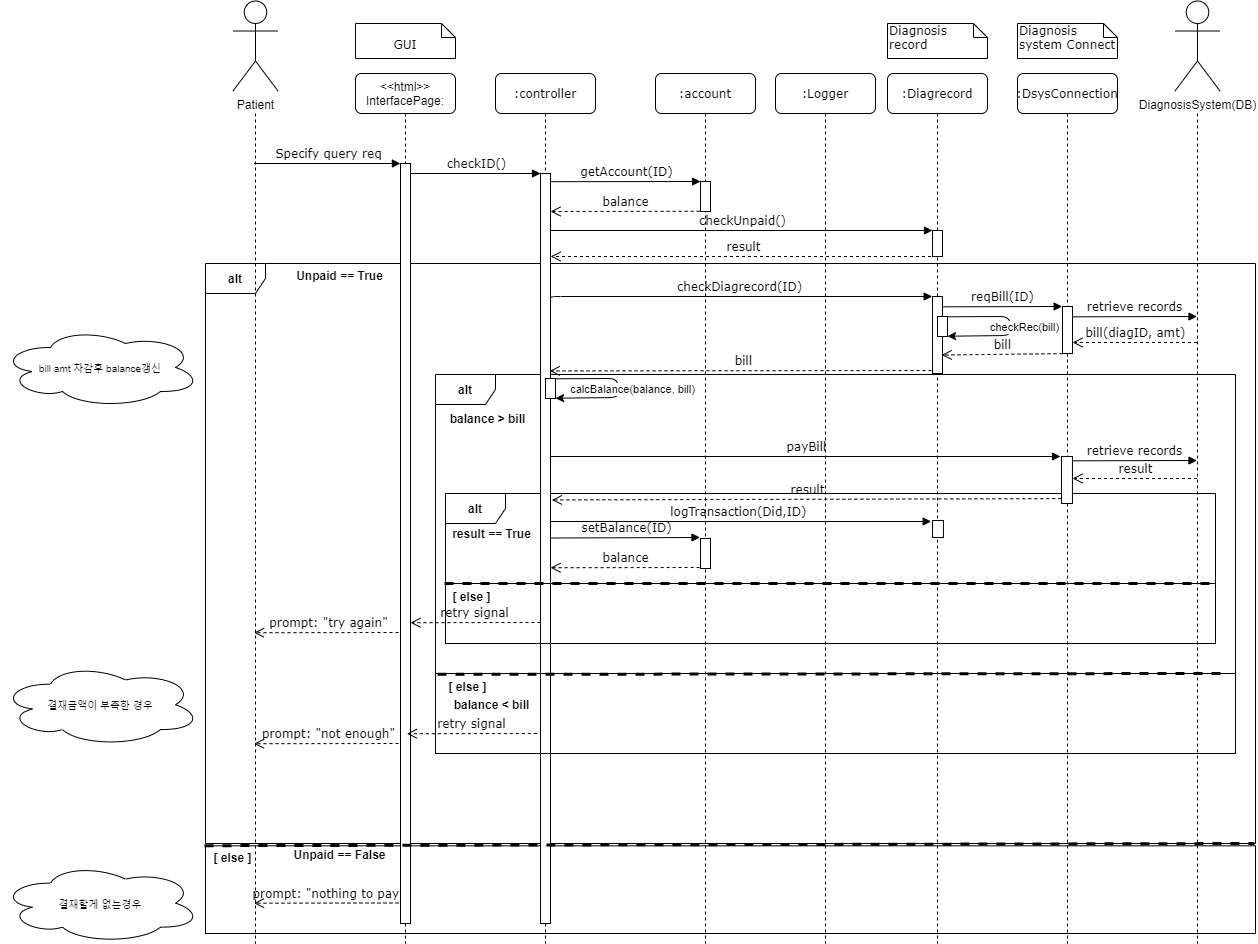 GUI
Diagnosis
record
Diagnosis
system Connect
Patient
<<html>>
InterfacePage:
:controller
:account
:Logger
:Diagrecord
:DsysConnection
DiagnosisSystem(DB)
Specify query req
checkID()
getAccount(ID)
balance
checkUnpaid()
result
alt
Unpaid == True
checkDiagrecord(ID)
reqBill(ID)
retrieve records
checkRec(bill)
bill(diagID, amt)
bill
bill
bill amt 차감후 balance갱신
alt
calcBalance(balance, bill)
balance > bill
payBill
retrieve records
result
result
alt
logTransaction(Did,ID)
result == True
setBalance(ID)
balance
[ else ]
retry signal
prompt: "try again"
[ else ]
결재금액이 부족한 경우
balance < bill
retry signal
prompt: "not enough"
[ else ]
Unpaid == False
prompt: "nothing to pay
결재할게 없는경우